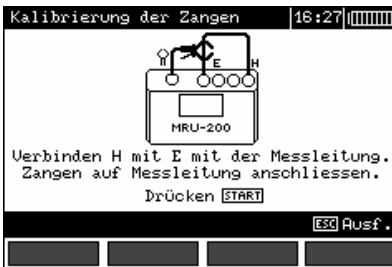 Kalibrierung der Zangen 16:27
E H
MRU-200
Verbinden H mit E mit der Messleitung.
Zangen auf Messleitung anschliessen.
Drücken START
ESC Ausf.